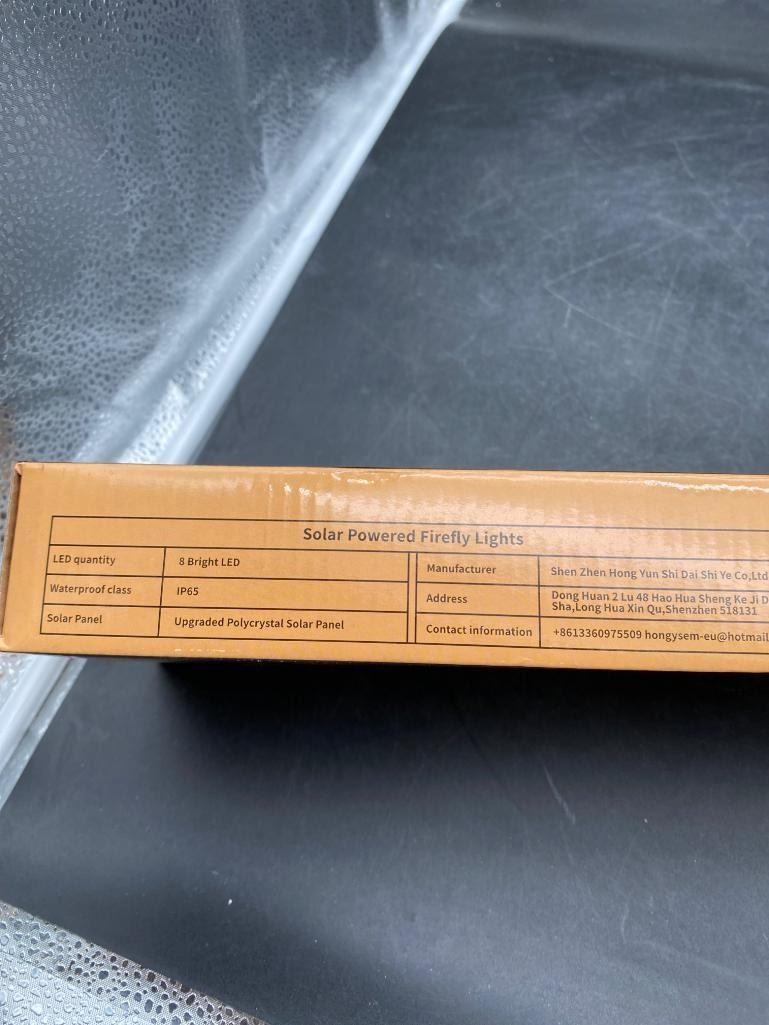 Solar Powered Firefly Lights
LED quantity
8 Bright LED
Waterproof class
IP65
Solar Panel
Upgraded Polycrystal Solar Panel
Manufacturer
Shen Zhen Hong Yun Shi Dai Shi Ye Co,Ltd
Address
Dong Huan 2 Lu 48 Hao Hua Sheng Ke Ji D
Sha,Long Hua Xin Qu,Shenzhen 518131
Contact information
+8613360975509 hongysem-eu@hotmail